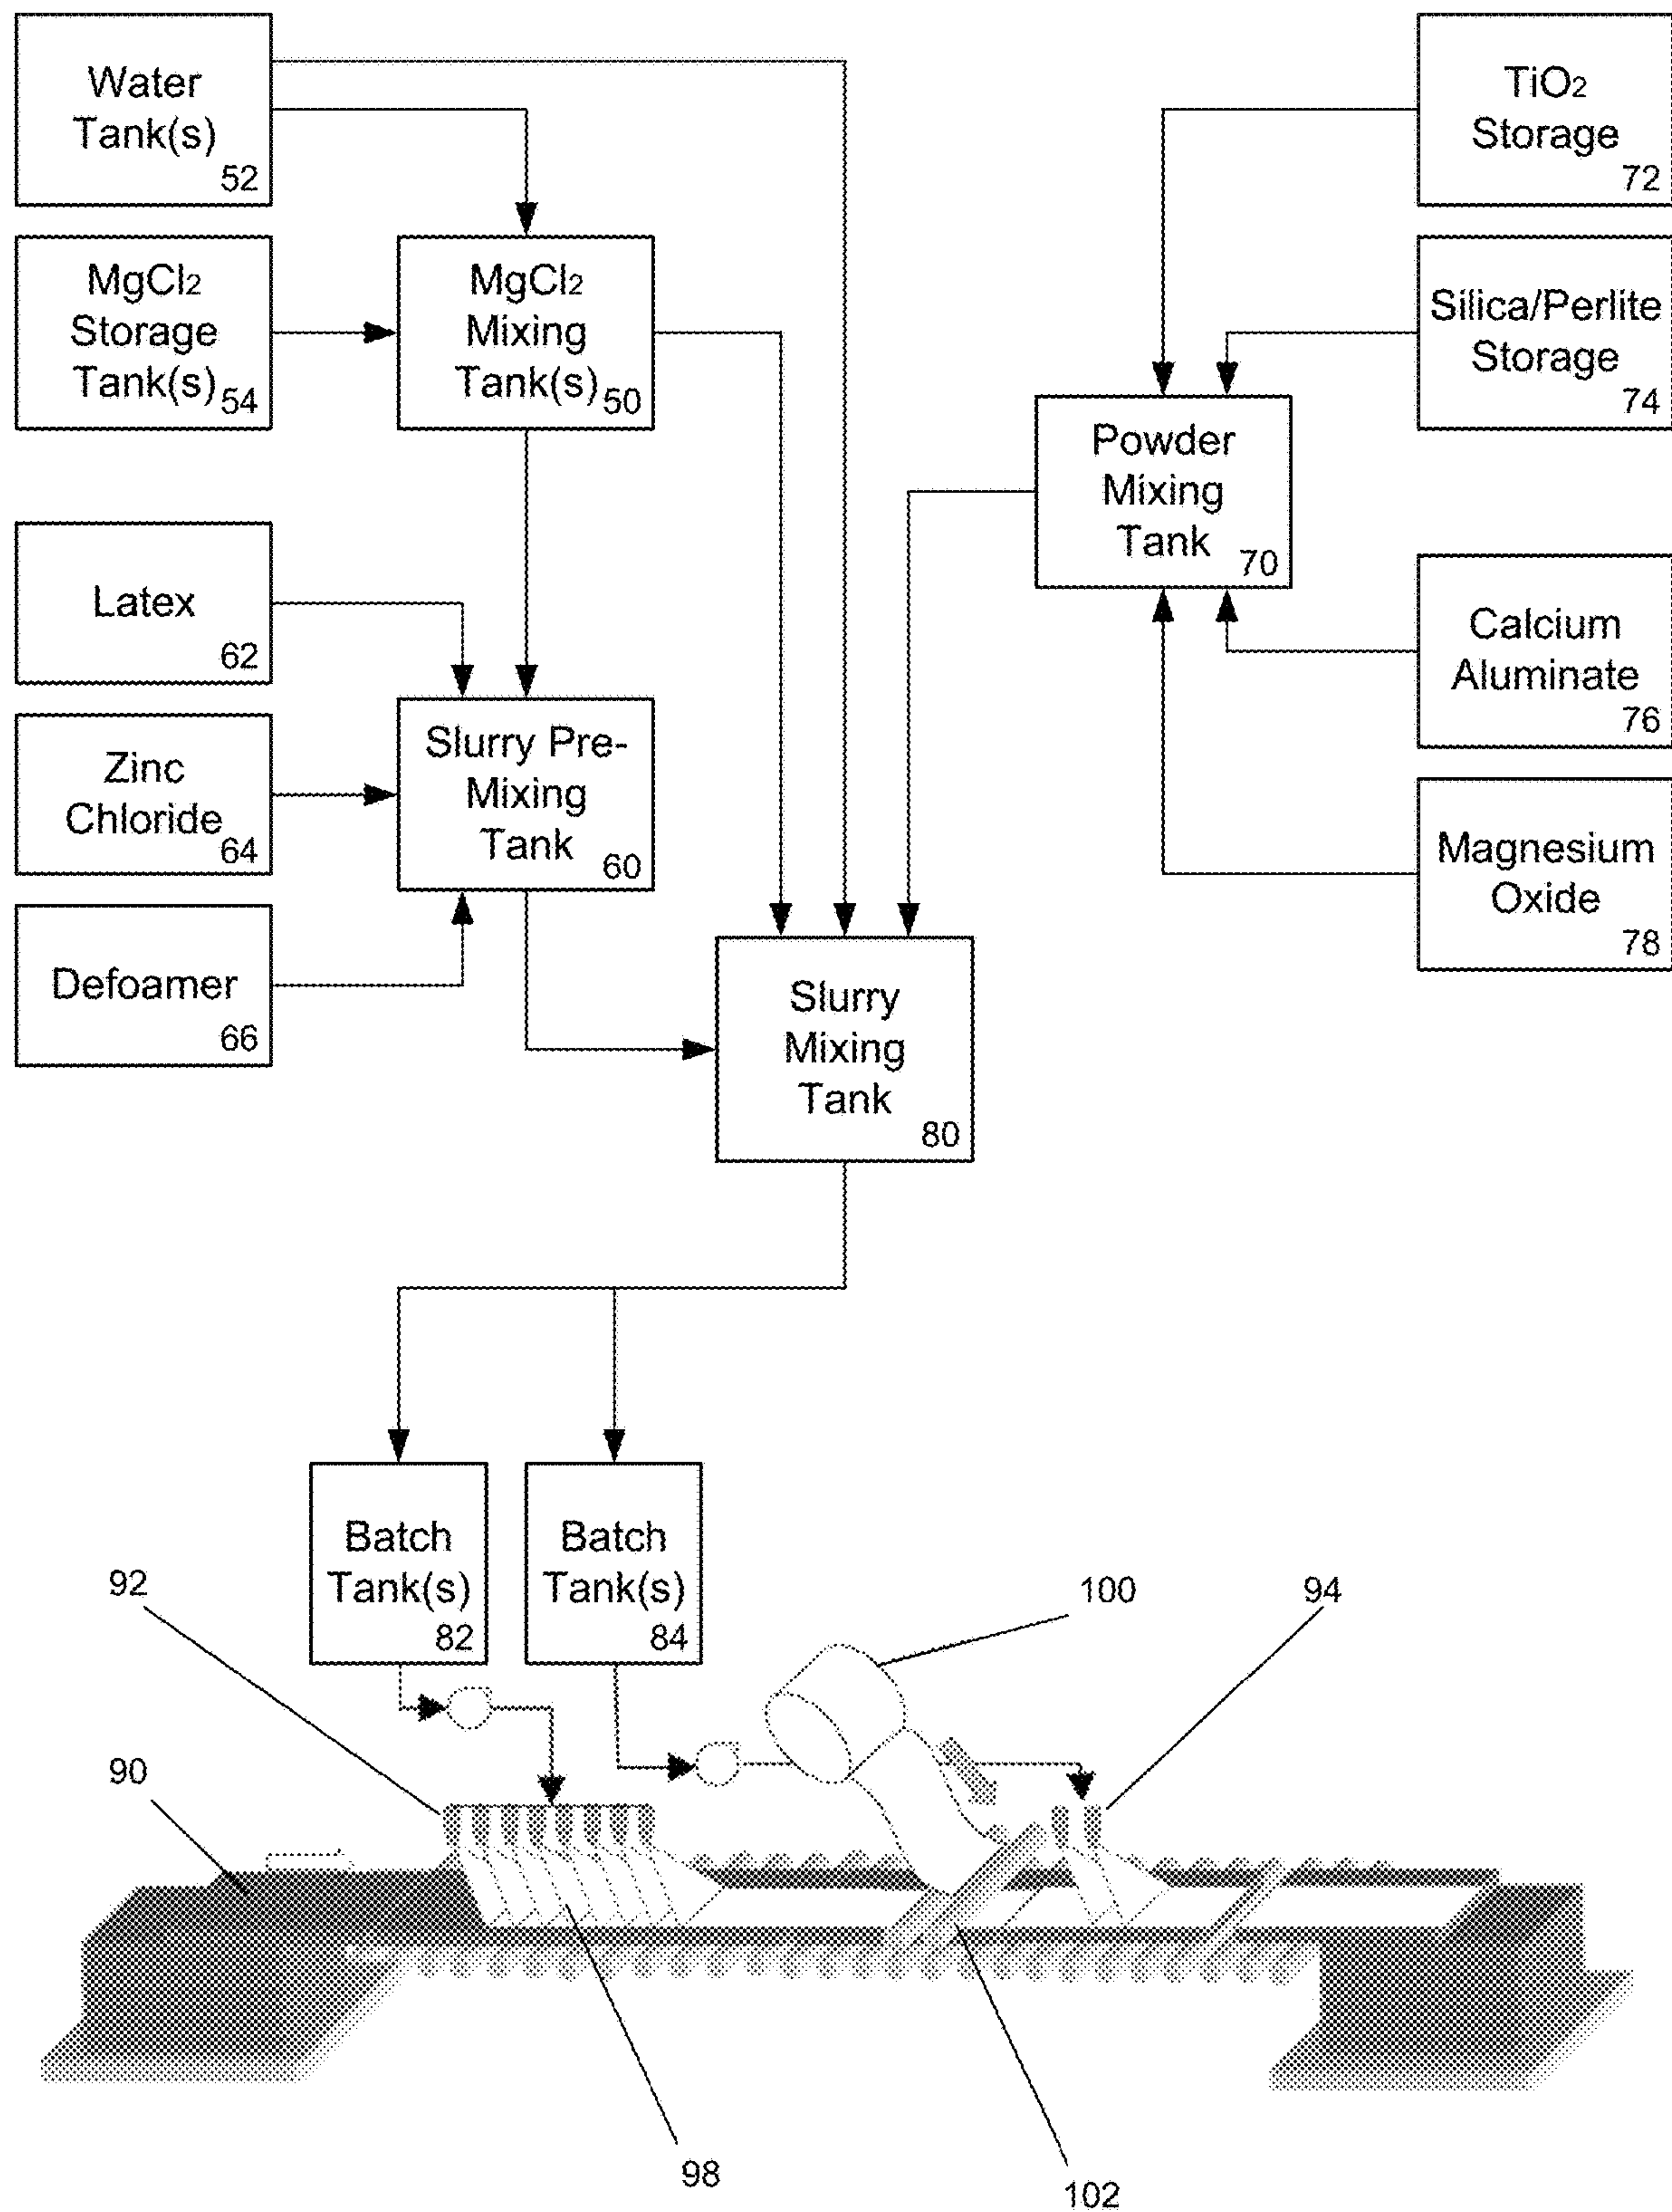 Water
Tank(s)
52
TiO2
Storage
72
MgCl2
Storage
Tank(s)
54
MgCl2
Mixing
Tank(s)
50
Silica/Perlite
Storage
74
Powder
Mixing
Tank
70
Latex
62
Calcium
Aluminate
76
Zinc
Chloride
64
Slurry Pre-
Mixing
Tank
60
Magnesium
Oxide
78
Defoamer
66
Slurry
Mixing
Tank
80
Batch
Tank(s)
82
Batch
Tank(s)
84
92
100
94
90
98
102